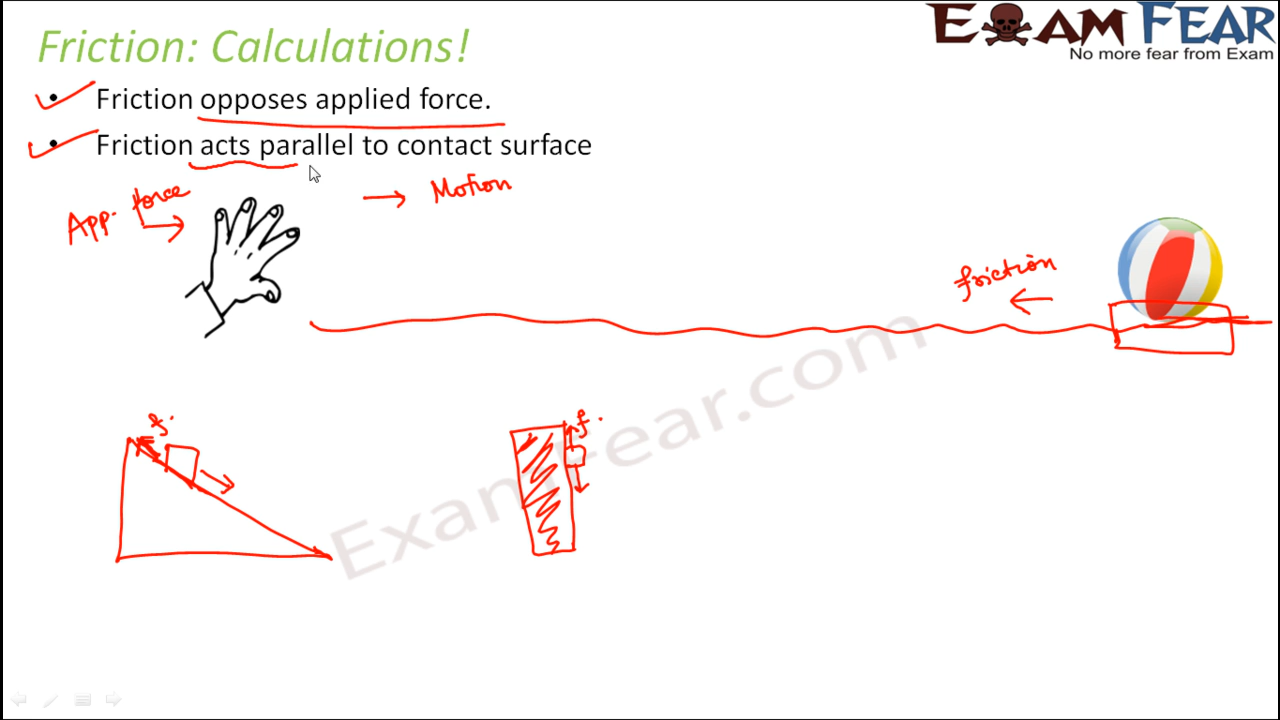 Friction: Calculations!
EXAM FEAR
No more fear from Exam
• Friction opposes applied force.
• Friction acts parallel to contact surface
App. force
→ Motion
friction
f.
f.
ExamFear.com